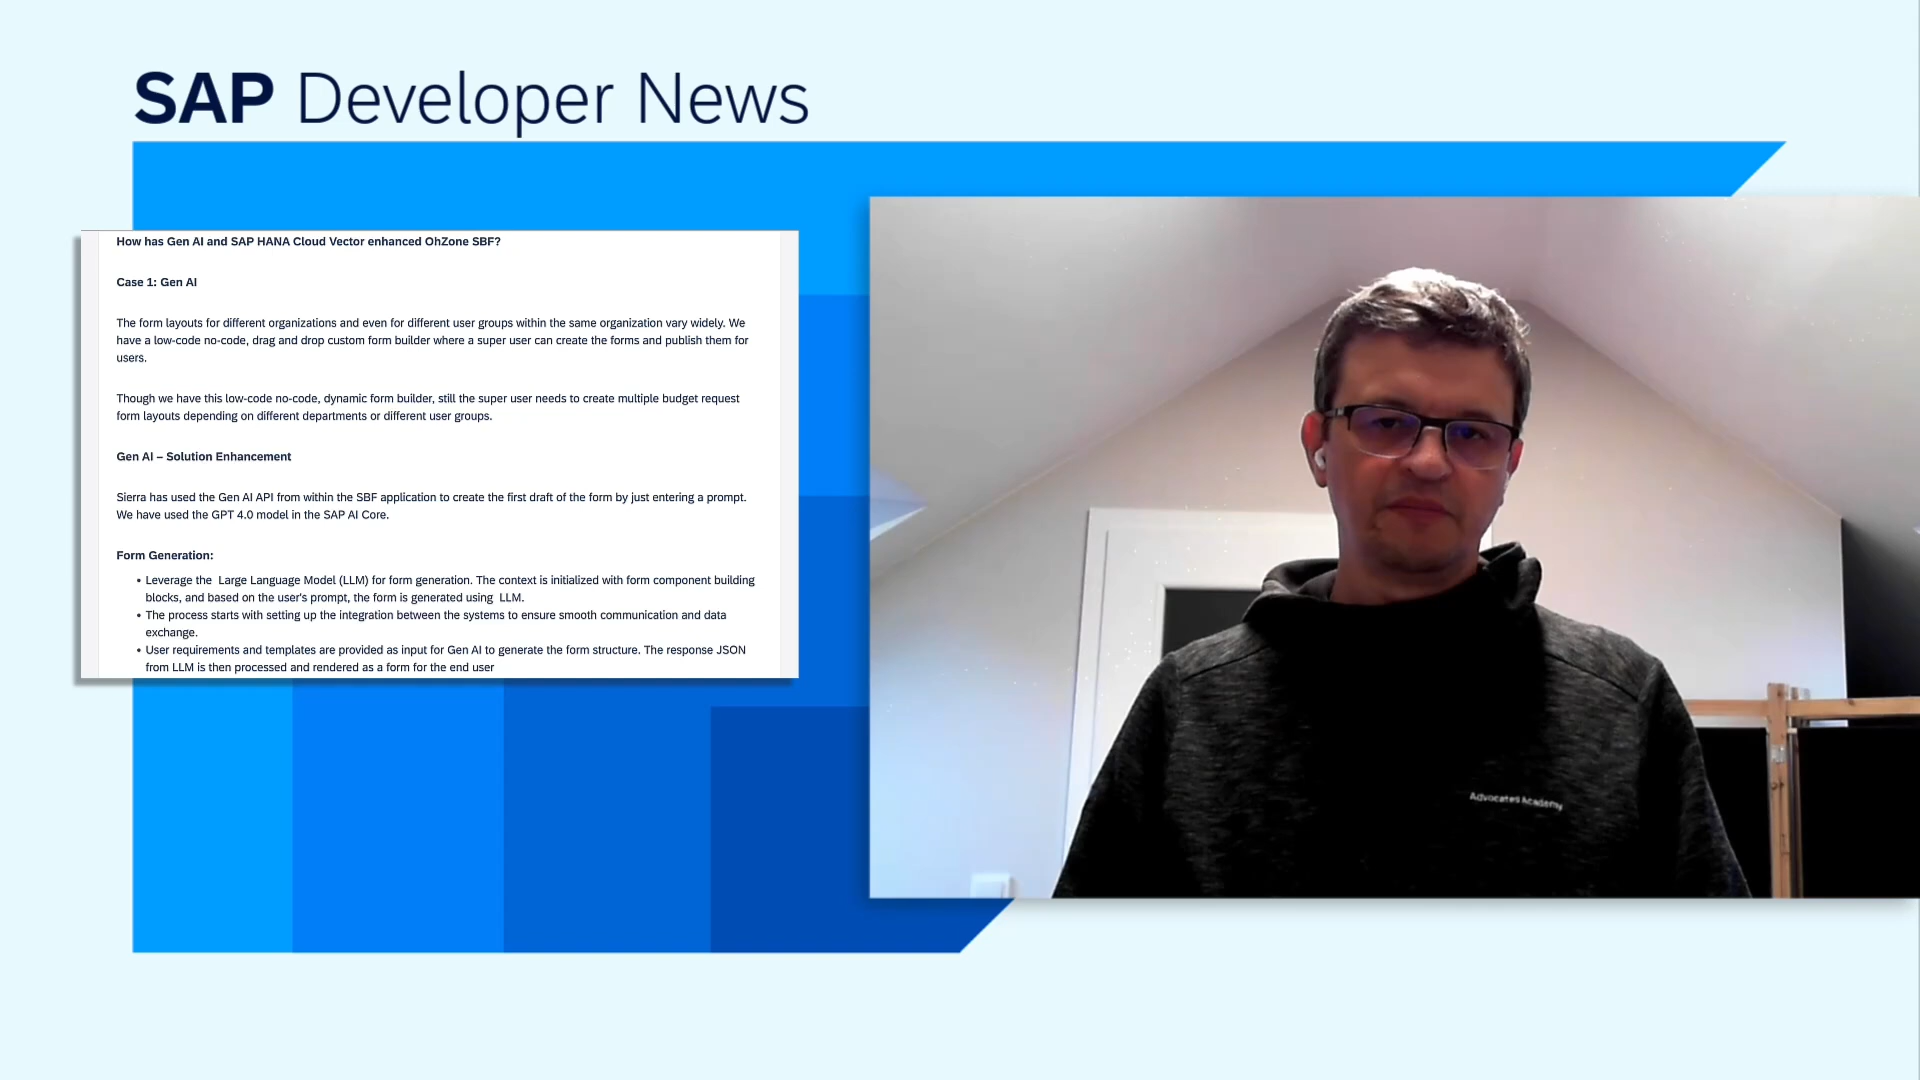 SAP Developer News
How has Gen AI and SAP HANA Cloud Vector enhanced OhZone SBF?
Case 1: Gen AI
The form layouts for different organizations and even for different user groups within the same organization vary widely. We
have a low-code no-code, drag and drop custom form builder where a super user can create the forms and publish them for
users.
Though we have this low-code no-code, dynamic form builder, still the super user needs to create multiple budget request
form layouts depending on different departments or different user groups.
Gen AI – Solution Enhancement
Sierra has used the Gen AI API from within the SBF application to create the first draft of the form by just entering a prompt.
We have used the GPT 4.0 model in the SAP AI Core.
Form Generation:
• Leverage the Large Language Model (LLM) for form generation. The context is initialized with form component building
blocks, and based on the user's prompt, the form is generated using LLM.
• The process starts with setting up the integration between the systems to ensure smooth communication and data
exchange.
• User requirements and templates are provided as input for Gen AI to generate the form structure. The response JSON
from LLM is then processed and rendered as a form for the end user
Advocates Academy